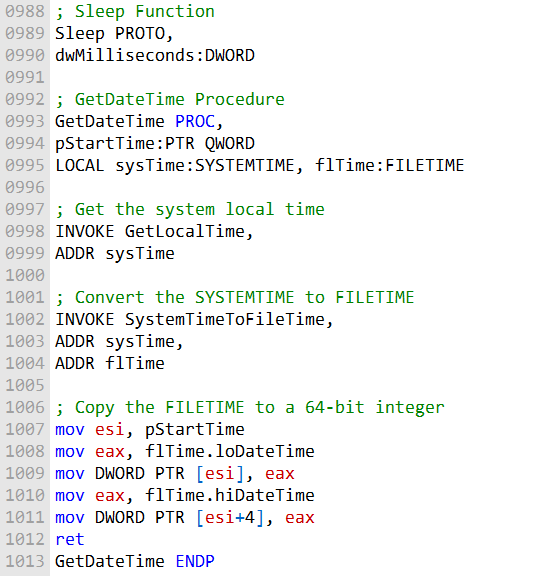 0988 ; Sleep Function
0989 Sleep PROTO,
0990 dwMilliseconds:DWORD
0991
0992 ; GetDateTime Procedure
0993 GetDateTime PROC,
0994 pStartTime:PTR QWORD
0995 LOCAL sysTime:SYSTEMTIME, flTime:FILETIME
0996
0997 ; Get the system local time
0998 INVOKE GetLocalTime,
0999 ADDR sysTime
1000
1001 ; Convert the SYSTEMTIME to FILETIME
1002 INVOKE SystemTimeToFileTime,
1003 ADDR sysTime,
1004 ADDR flTime
1005
1006 ; Copy the FILETIME to a 64-bit integer
1007 mov esi, pStartTime
1008 mov eax, flTime.loDateTime
1009 mov DWORD PTR [esi], eax
1010 mov eax, flTime.hiDateTime
1011 mov DWORD PTR [esi+4], eax
1012 ret
1013 GetDateTime ENDP